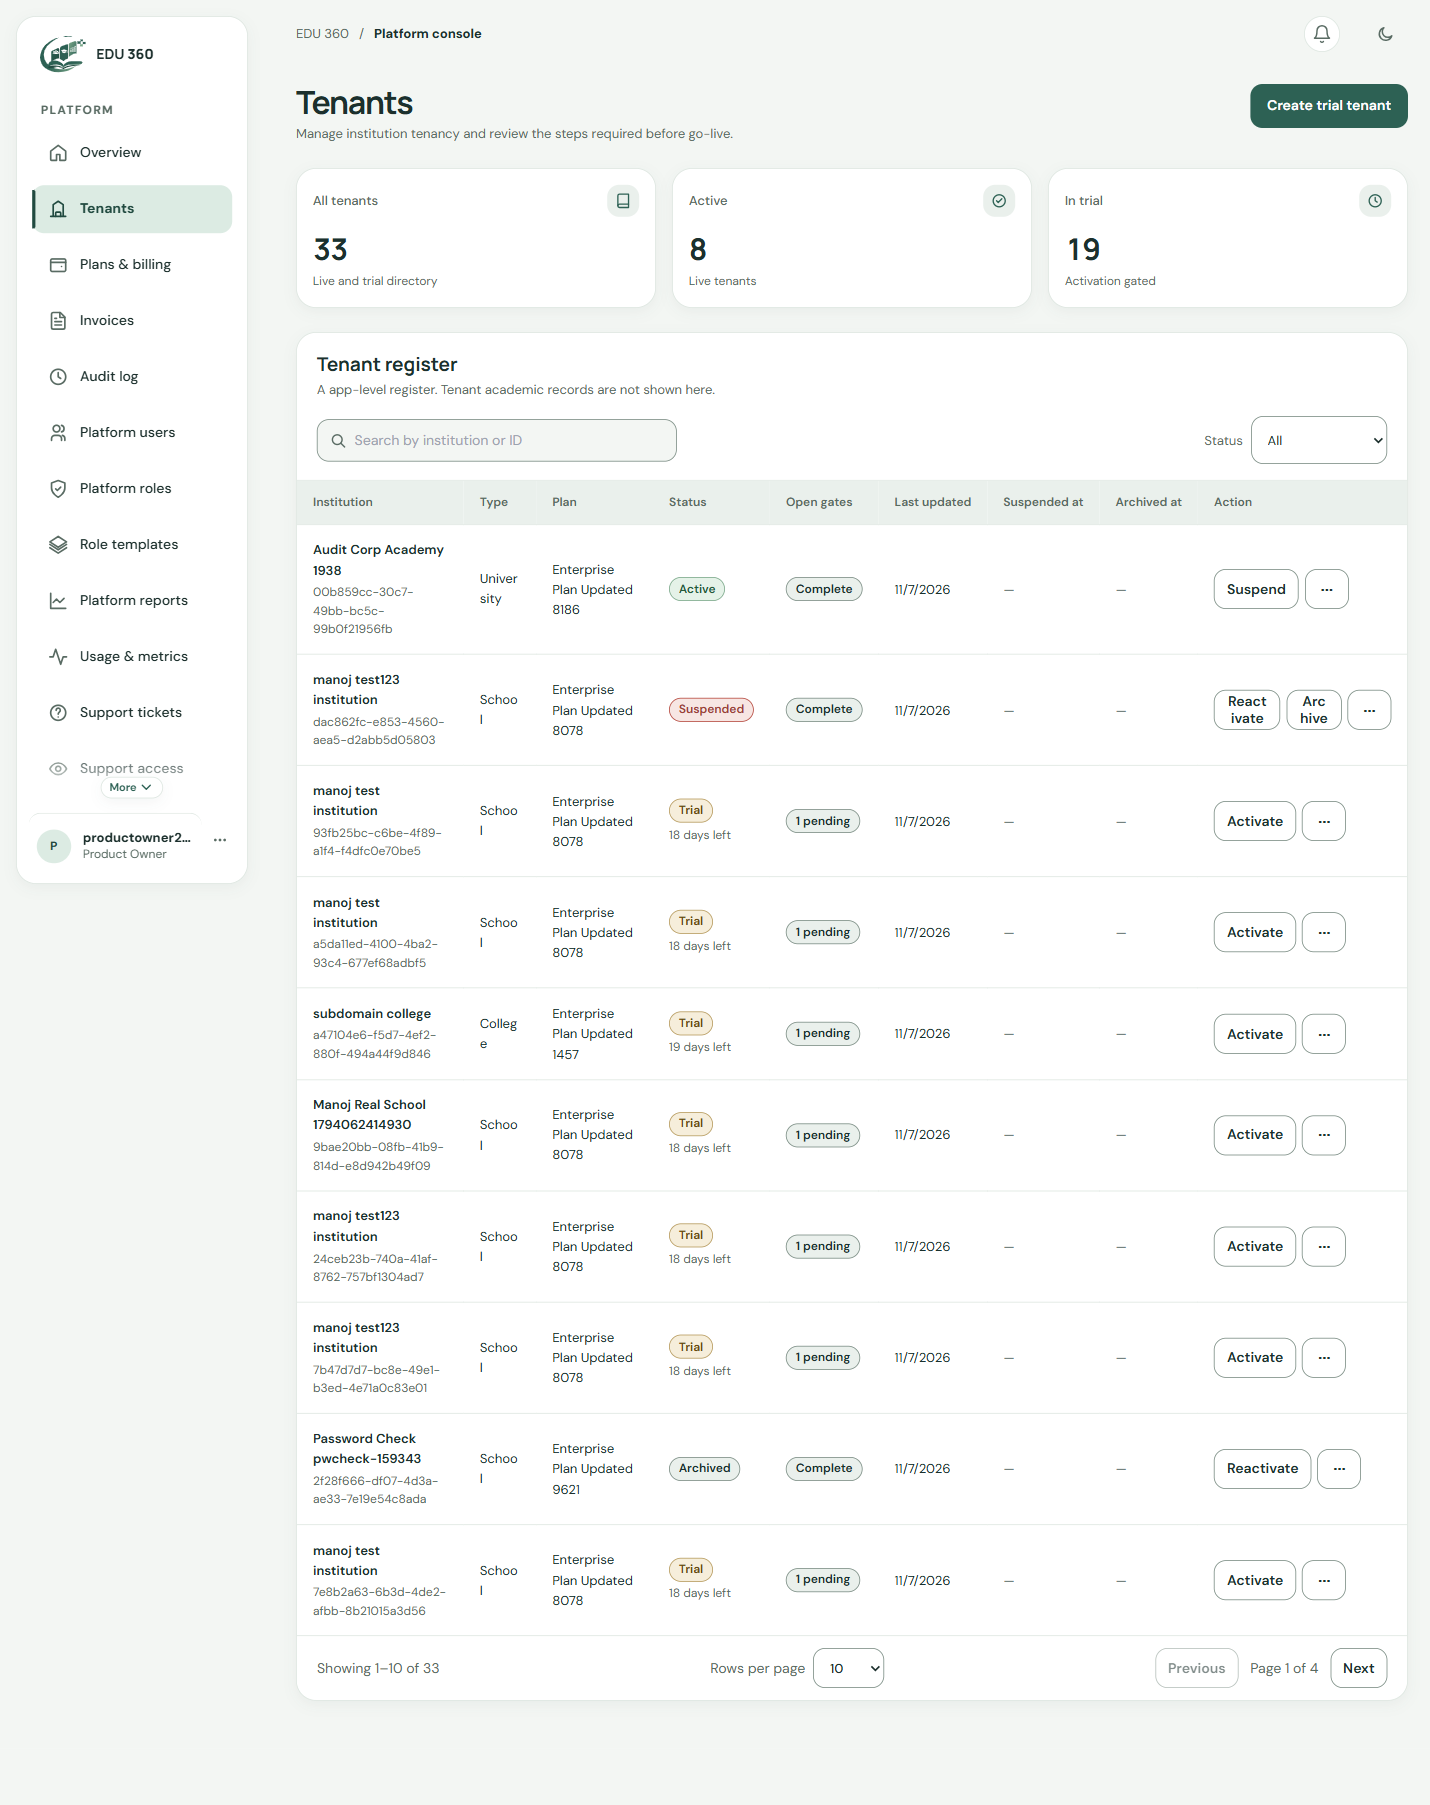 EDU 360
PLATFORM
Overview
Tenants
Plans & billing
Invoices
Audit log
Platform users
Platform roles
Role templates
Platform reports
Usage & metrics
Support tickets
Support access
More
P
productowner2...
Product Owner
...
EDU 360 / Platform console
Tenants
Manage institution tenancy and review the steps required before go-live.
Create trial tenant
All tenants
33
Live and trial directory
Active
8
Live tenants
In trial
19
Activation gated
Tenant register
A app-level register. Tenant academic records are not shown here.
Search by institution or ID
Status All
Institution Type Plan Status Open gates Last updated Suspended at Archived at Action
Audit Corp Academy
1938
00b859cc-30c7-
49bb-bc5c-
99b0f21956fb
Univer
sity
Enterprise
Plan Updated
8186
Active
Complete
11/7/2026
—
—
Suspend
...
manoj test123
institution
dac862fc-e853-4560-
aea5-d2abb5d05803
Schoo
l
Enterprise
Plan Updated
8078
Suspended
Complete
11/7/2026
—
—
React
ivate
Arc
hive
...
manoj test
institution
93fb25bc-c6be-4f89-
a1f4-f4dfc0e70be5
Schoo
l
Enterprise
Plan Updated
8078
Trial
18 days left
1 pending
11/7/2026
—
—
Activate
...
manoj test
institution
a5da11ed-4100-4ba2-
93c4-677ef68adbf5
Schoo
l
Enterprise
Plan Updated
8078
Trial
18 days left
1 pending
11/7/2026
—
—
Activate
...
subdomain college
a47104e6-f5d7-4ef2-
880f-494a44f9d846
Colleg
e
Enterprise
Plan Updated
1457
Trial
19 days left
1 pending
11/7/2026
—
—
Activate
...
Manoj Real School
1794062414930
9bae20bb-08fb-41b9-
814d-e8d942b49f09
Schoo
l
Enterprise
Plan Updated
8078
Trial
18 days left
1 pending
11/7/2026
—
—
Activate
...
manoj test123
institution
24ceb23b-740a-41af-
8762-757bf1304ad7
Schoo
l
Enterprise
Plan Updated
8078
Trial
18 days left
1 pending
11/7/2026
—
—
Activate
...
manoj test123
institution
7b47d7d7-bc8e-49e1-
b3ed-4e71a0c83e01
Schoo
l
Enterprise
Plan Updated
8078
Trial
18 days left
1 pending
11/7/2026
—
—
Activate
...
Password Check
pwcheck-159343
2f28f666-df07-4d3a-
ae33-7e19e54c8ada
Schoo
l
Enterprise
Plan Updated
9621
Archived
Complete
11/7/2026
—
—
Reactivate
...
manoj test
institution
7e8b2a63-6b3d-4de2-
afbb-8b21015a3d56
Schoo
l
Enterprise
Plan Updated
8078
Trial
18 days left
1 pending
11/7/2026
—
—
Activate
...
Showing 1–10 of 33
Rows per page 10
Previous Page 1 of 4 Next